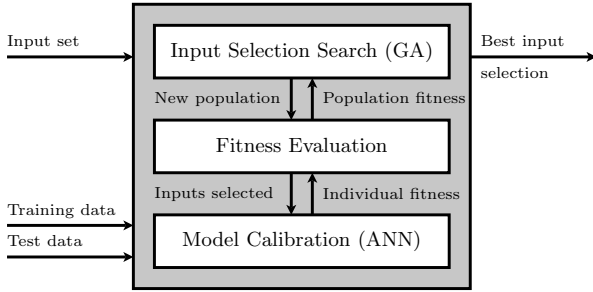 Input set
Input Selection Search (GA)
Best input
selection
New population
Population fitness
Fitness Evaluation
Inputs selected
Individual fitness
Training data
Test data
Model Calibration (ANN)